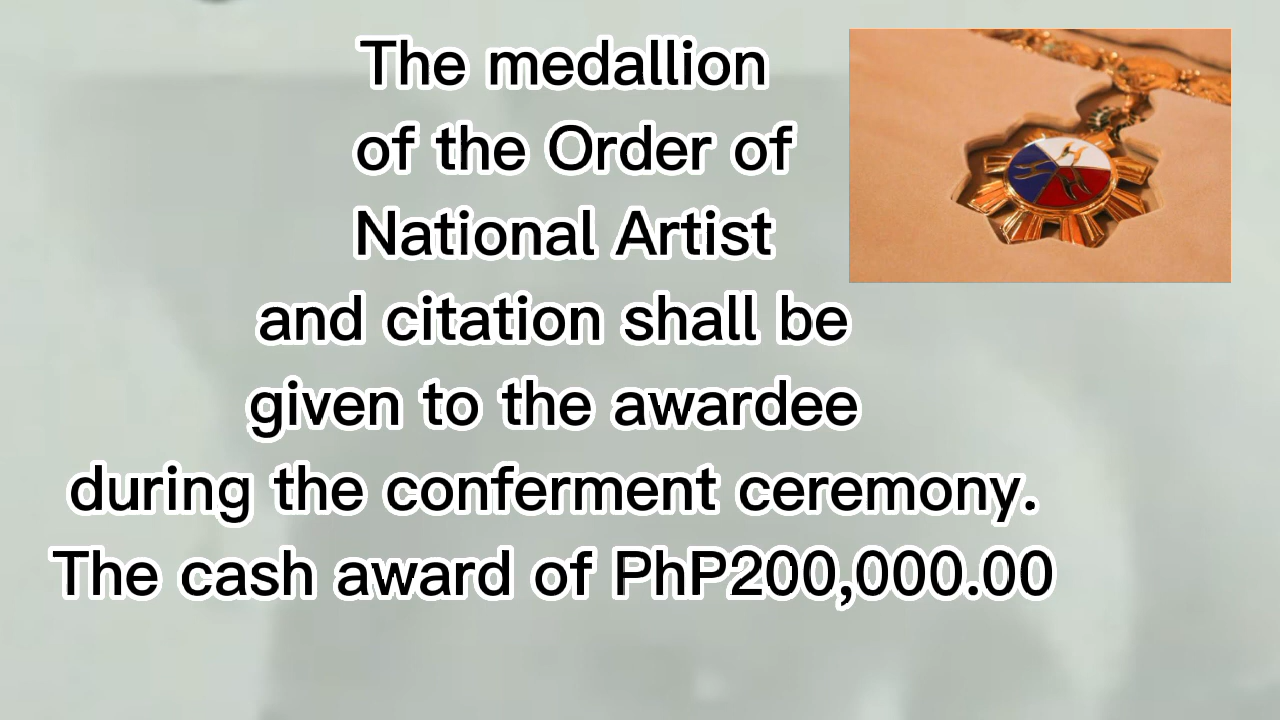 The medallion
of the Order of
National Artist
and citation shall be
given to the awardee
during the conferment ceremony.
The cash award of PhP200,000.00